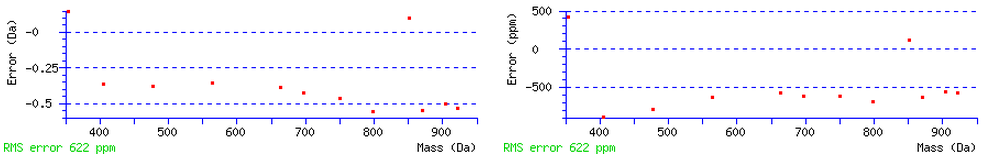 Error (Da)
-0
-0.25
-0.5
400 500 600 700 800 900
RMS error 622 ppm
Mass (Da)
Error (ppm)
500
0
-500
400 500 600 700 800 900
RMS error 622 ppm
Mass (Da)